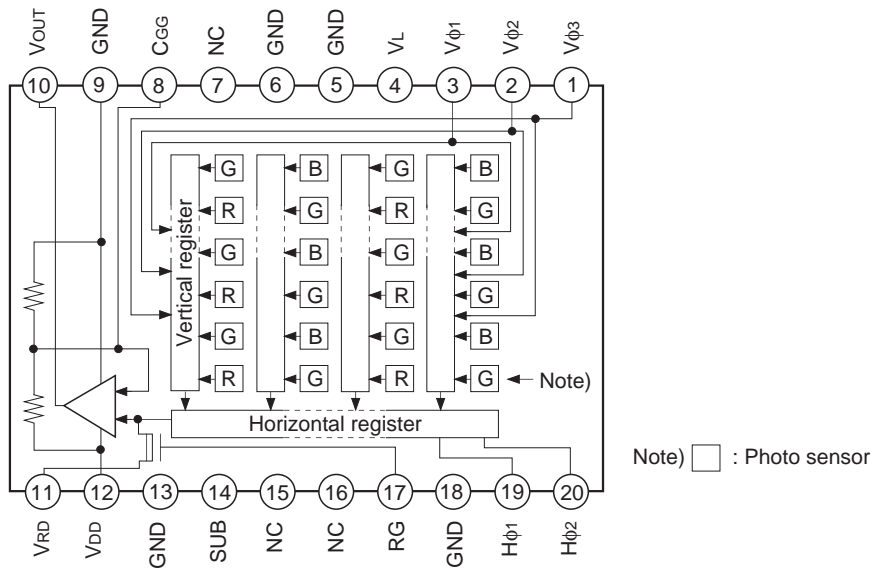 VOUT GND CGG NC GND GND VL Vϕ1 Vϕ2 Vϕ3
10 9 8 7 6 5 4 3 2 1
Vertical register
G B G B
R G R G
G B G B
R G R G
G B G B
R G R G
Note)
Horizontal register
Note) : Photo sensor
11 12 13 14 15 16 17 18 19 20
VRD VDD GND SUB NC NC RG GND Hϕ1 Hϕ2